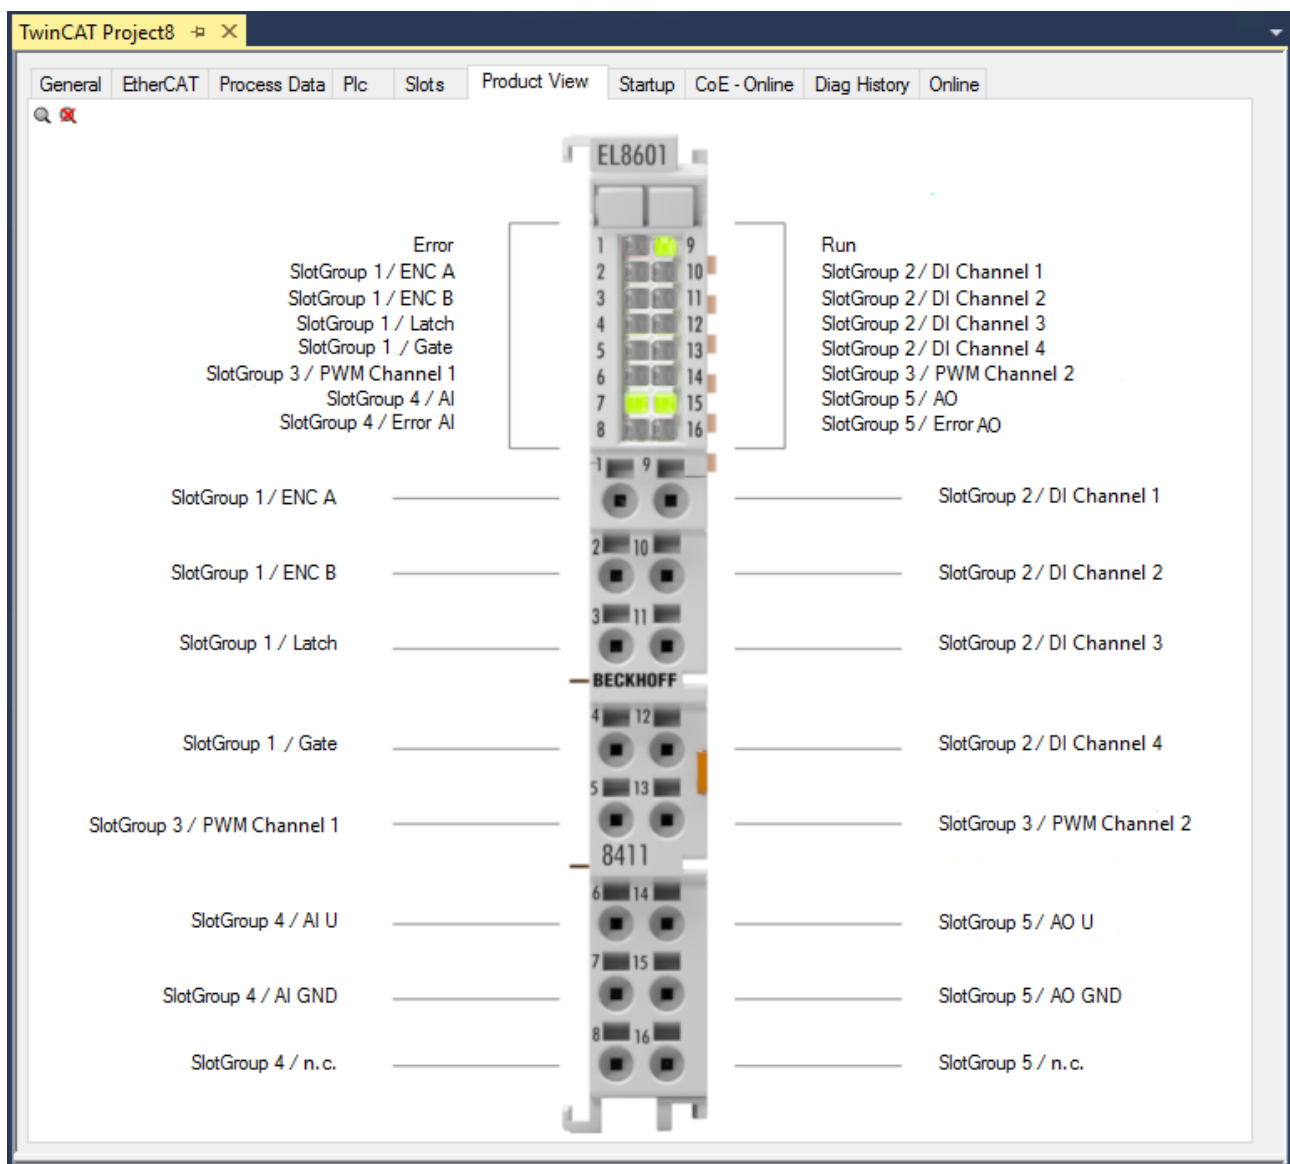 TwinCAT Project8
General EtherCAT Process Data Plc Slots Product View Startup CoE - Online Diag History Online
EL8601
Error 1 9 Run
SlotGroup 1 / ENC A 2 10 SlotGroup 2 / DI Channel 1
SlotGroup 1 / ENC B 3 11 SlotGroup 2 / DI Channel 2
SlotGroup 1 / Latch 4 12 SlotGroup 2 / DI Channel 3
SlotGroup 1 / Gate 5 13 SlotGroup 2 / DI Channel 4
SlotGroup 3 / PWM Channel 1 6 14 SlotGroup 3 / PWM Channel 2
SlotGroup 4 / AI 7 15 SlotGroup 5 / AO
SlotGroup 4 / Error AI 8 16 SlotGroup 5 / Error AO
1 9
SlotGroup 1 / ENC A SlotGroup 2 / DI Channel 1
2 10
SlotGroup 1 / ENC B SlotGroup 2 / DI Channel 2
3 11
SlotGroup 1 / Latch SlotGroup 2 / DI Channel 3
BECKHOFF
4 12
SlotGroup 1 / Gate SlotGroup 2 / DI Channel 4
5 13
SlotGroup 3 / PWM Channel 1 SlotGroup 3 / PWM Channel 2
8411
6 14
SlotGroup 4 / AI U SlotGroup 5 / AO U
7 15
SlotGroup 4 / AI GND SlotGroup 5 / AO GND
8 16
SlotGroup 4 / n.c. SlotGroup 5 / n.c.